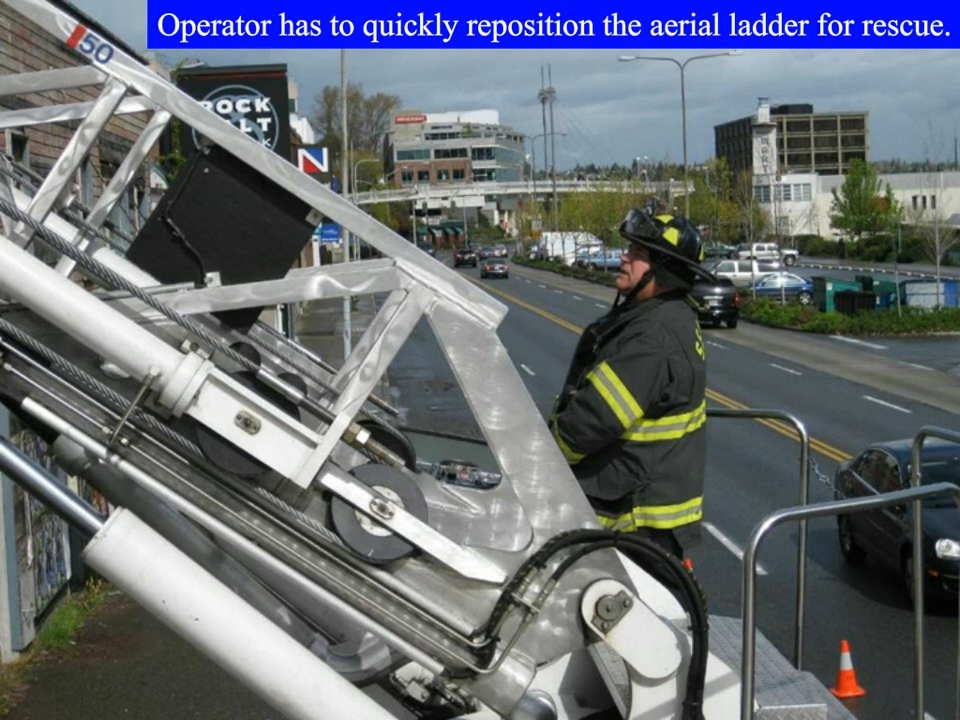 Operator has to quickly reposition the aerial ladder for rescue.
50
ROCK
N